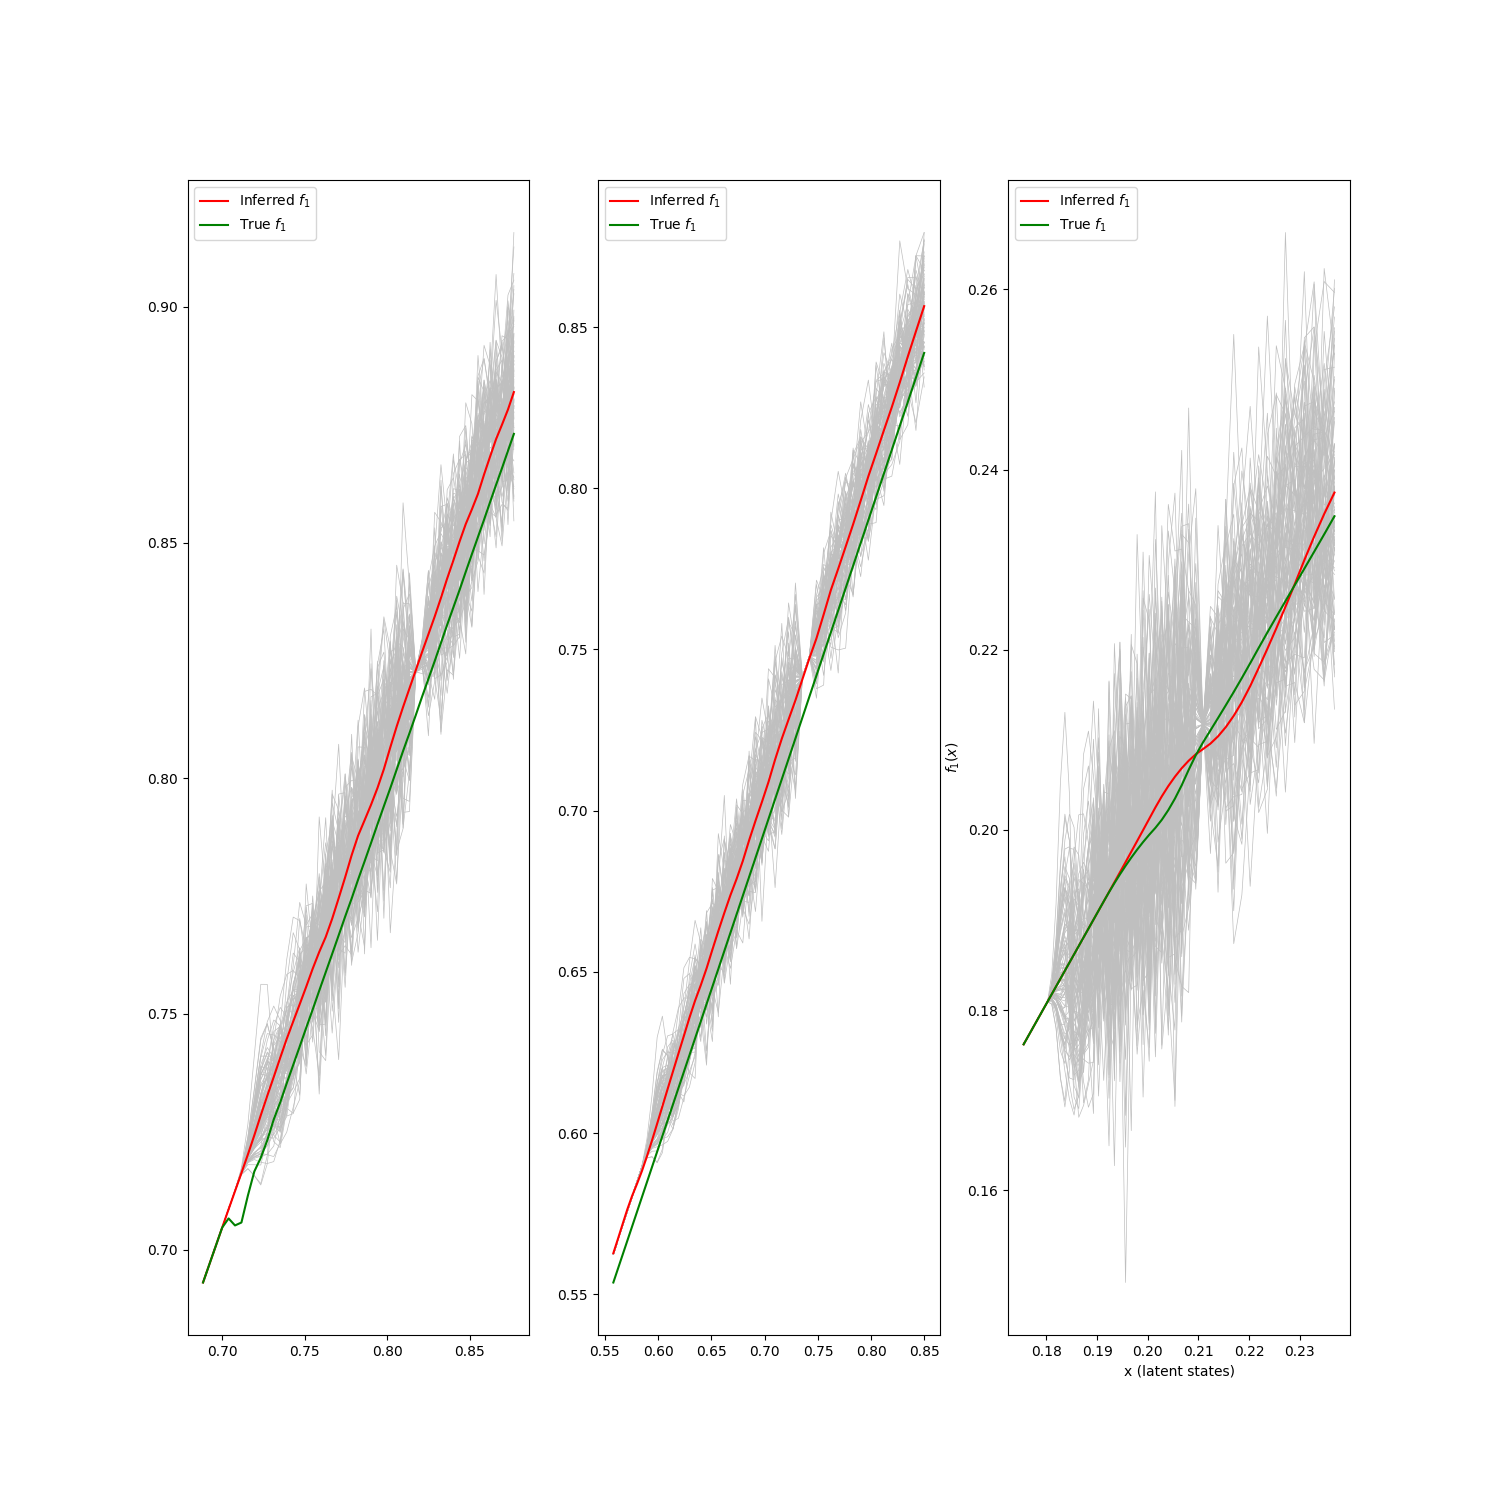 Inferred f₁
True f₁
0.90
0.85
0.80
0.75
0.70
0.70 0.75 0.80 0.85
Inferred f₁
True f₁
0.85
0.80
0.75
0.70
0.65
0.60
0.55
0.55 0.60 0.65 0.70 0.75 0.80 0.85
Inferred f₁
True f₁
f₁(x)
0.26
0.24
0.22
0.20
0.18
0.16
0.18 0.19 0.20 0.21 0.22 0.23
x (latent states)